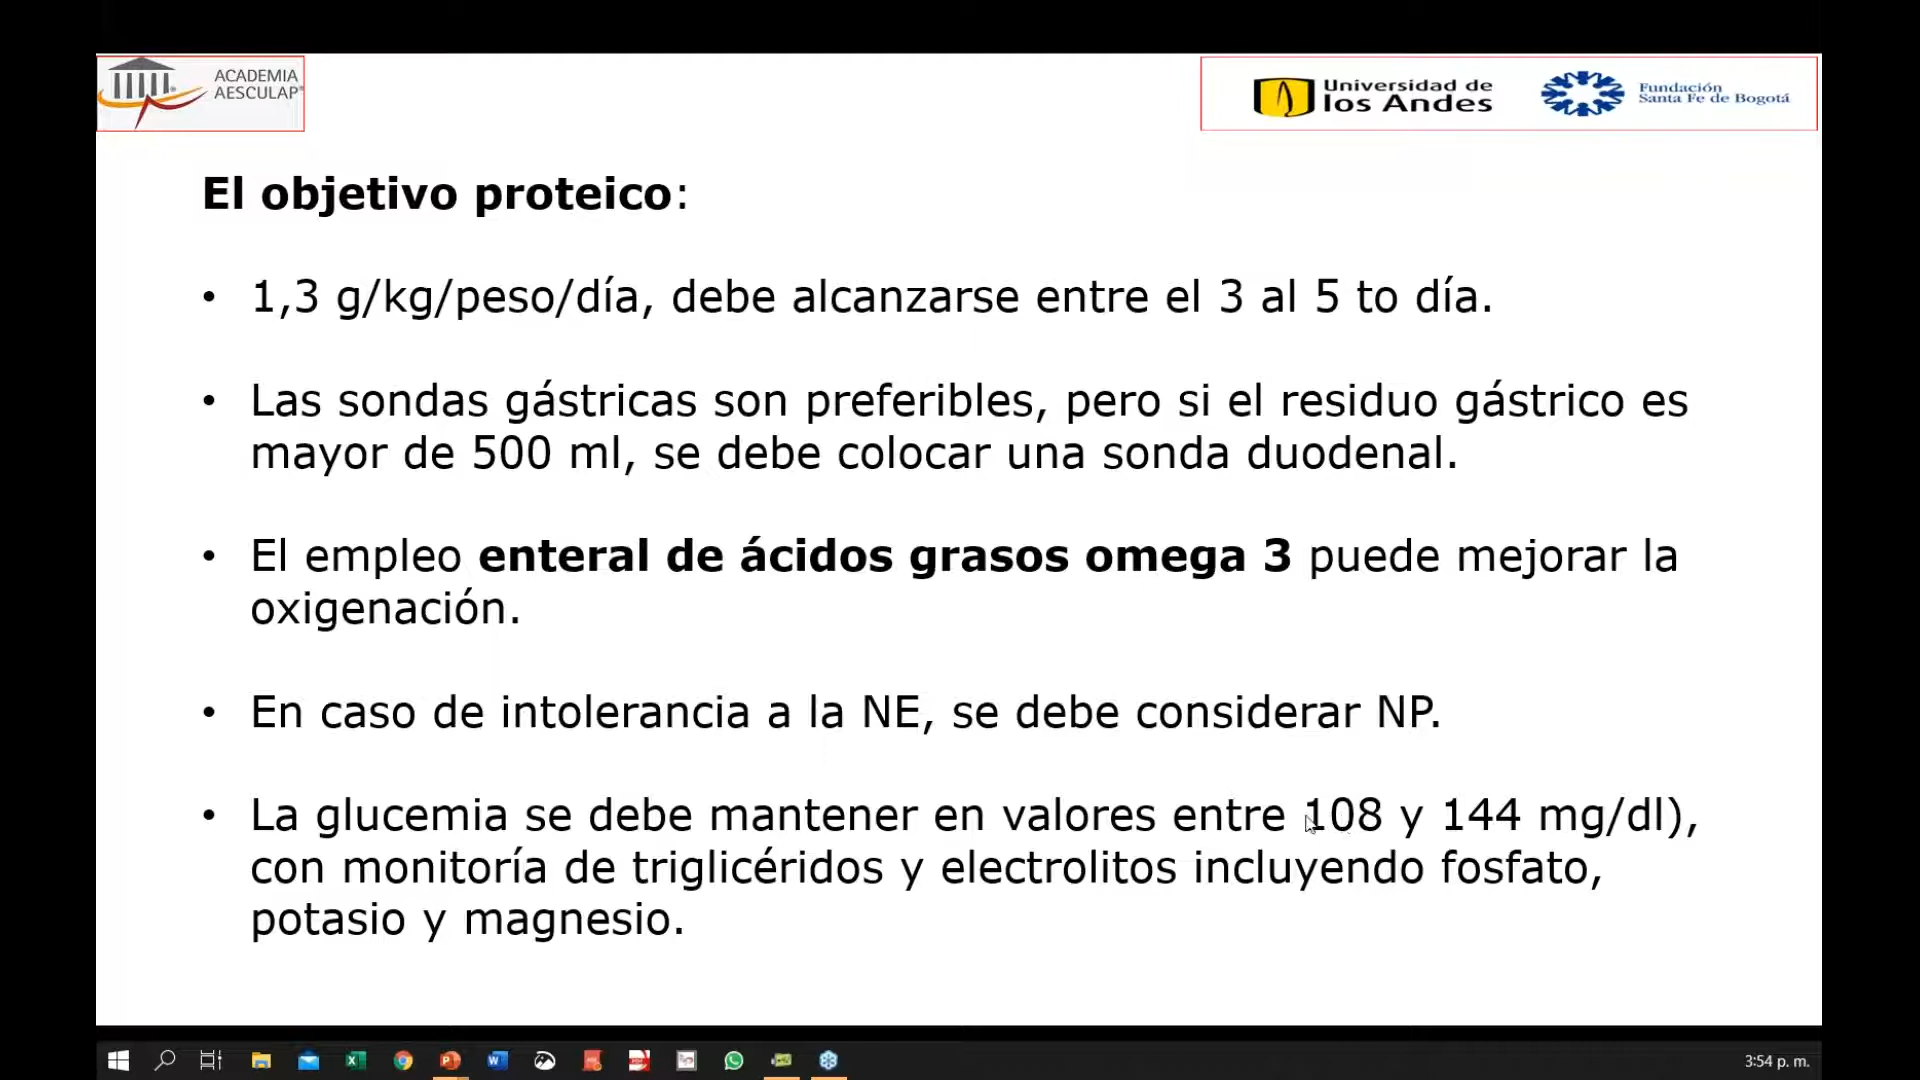 ACADEMIA
AESCULAP®
Universidad de
los Andes
Fundación
Santa Fe de Bogotá
El objetivo proteico:
• 1,3 g/kg/peso/día, debe alcanzarse entre el 3 al 5 to día.
• Las sondas gástricas son preferibles, pero si el residuo gástrico es
mayor de 500 ml, se debe colocar una sonda duodenal.
• El empleo enteral de ácidos grasos omega 3 puede mejorar la
oxigenación.
• En caso de intolerancia a la NE, se debe considerar NP.
• La glucemia se debe mantener en valores entre 108 y 144 mg/dl),
con monitoría de triglicéridos y electrolitos incluyendo fosfato,
potasio y magnesio.
3:54 p. m.